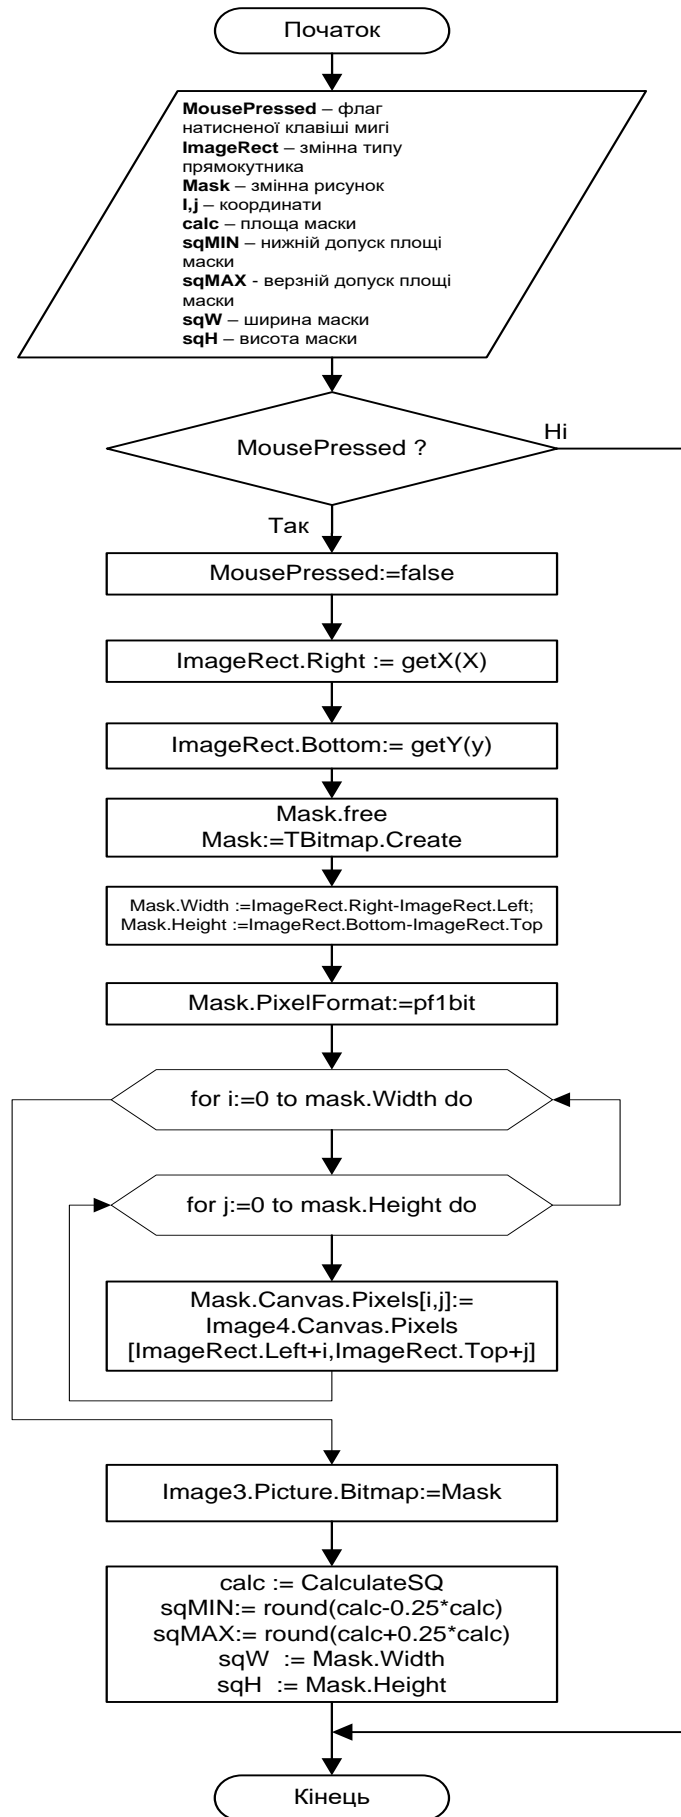 Початок
MousePressed – флаг
натисненої клавіші мигі
ImageRect – змінна типу
прямокутника
Mask – змінна рисунок
I,j – координати
calc – площа маски
sqMIN – нижній допуск площі
маски
sqMAX - верзній допуск площі
маски
sqW – ширина маски
sqH – висота маски
MousePressed ?
Ні
Так
MousePressed:=false
ImageRect.Right := getX(X)
ImageRect.Bottom:= getY(y)
Mask.free
Mask:=TBitmap.Create
Mask.Width :=ImageRect.Right-ImageRect.Left;
Mask.Height :=ImageRect.Bottom-ImageRect.Top
Mask.PixelFormat:=pf1bit
for i:=0 to mask.Width do
for j:=0 to mask.Height do
Mask.Canvas.Pixels[i,j]:=
Image4.Canvas.Pixels
[ImageRect.Left+i,ImageRect.Top+j]
Image3.Picture.Bitmap:=Mask
calc := CalculateSQ
sqMIN:= round(calc-0.25*calc)
sqMAX:= round(calc+0.25*calc)
sqW := Mask.Width
sqH := Mask.Height
Кінець